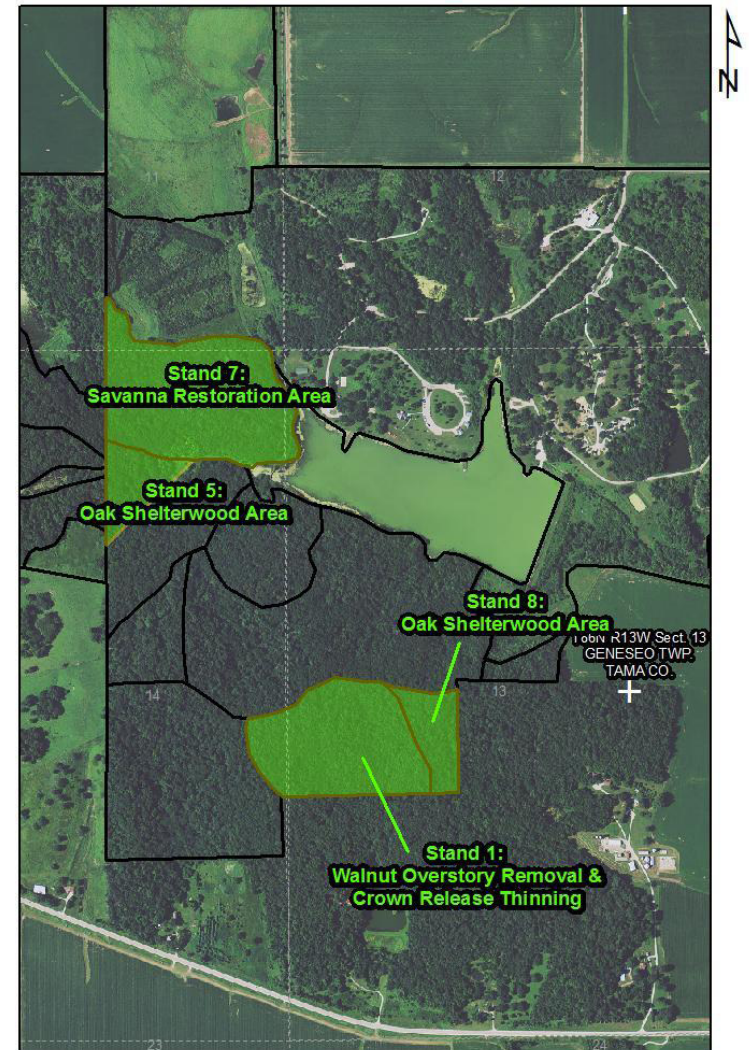 N
11
12
Stand 7:
Savanna Restoration Area
Stand 5:
Oak Shelterwood Area
Stand 8:
Oak Shelterwood Area
R13W Sect. 13
GENESEO TWP.
TAMA CO.
14
13
Stand 1:
Walnut Overstory Removal &
Crown Release Thinning
23
24